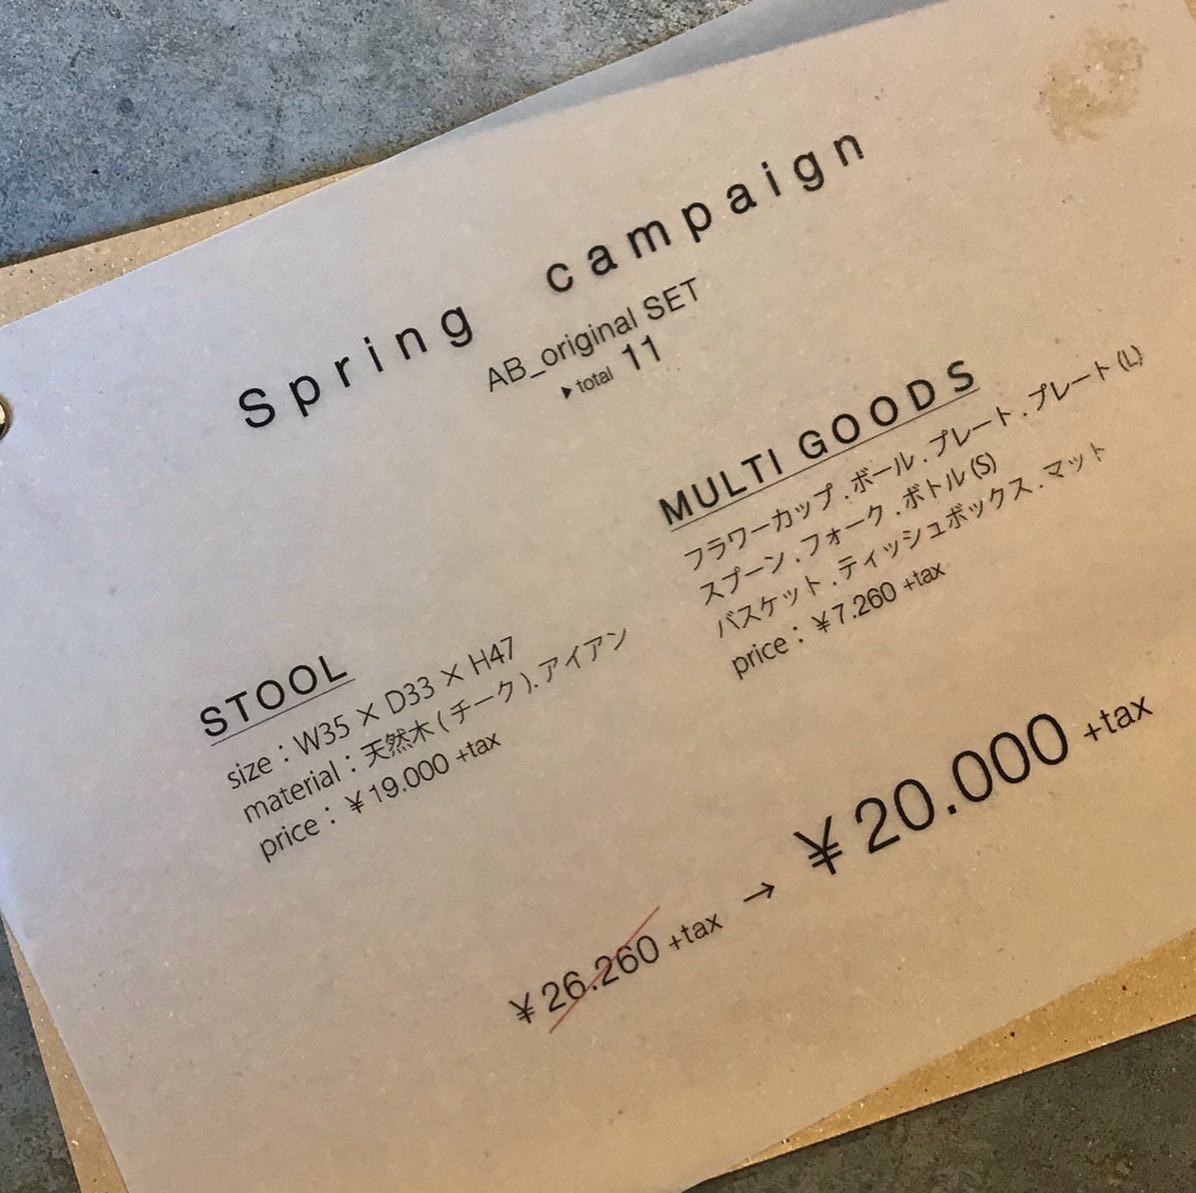 Spring campaign
AB_original SET
▶total 11
MULTI GOODS
フラワーカップ . ボール . プレート . プレート (L)
スプーン . フォーク . ボトル (S)
バスケット . ティッシュボックス . マット
price : ¥7.260 +tax
STOOL
size : W35 × D33 × H47
material : 天然木 ( チーク ). アイアン
price : ¥19.000 +tax
¥26.260 +tax → ¥20.000 +tax